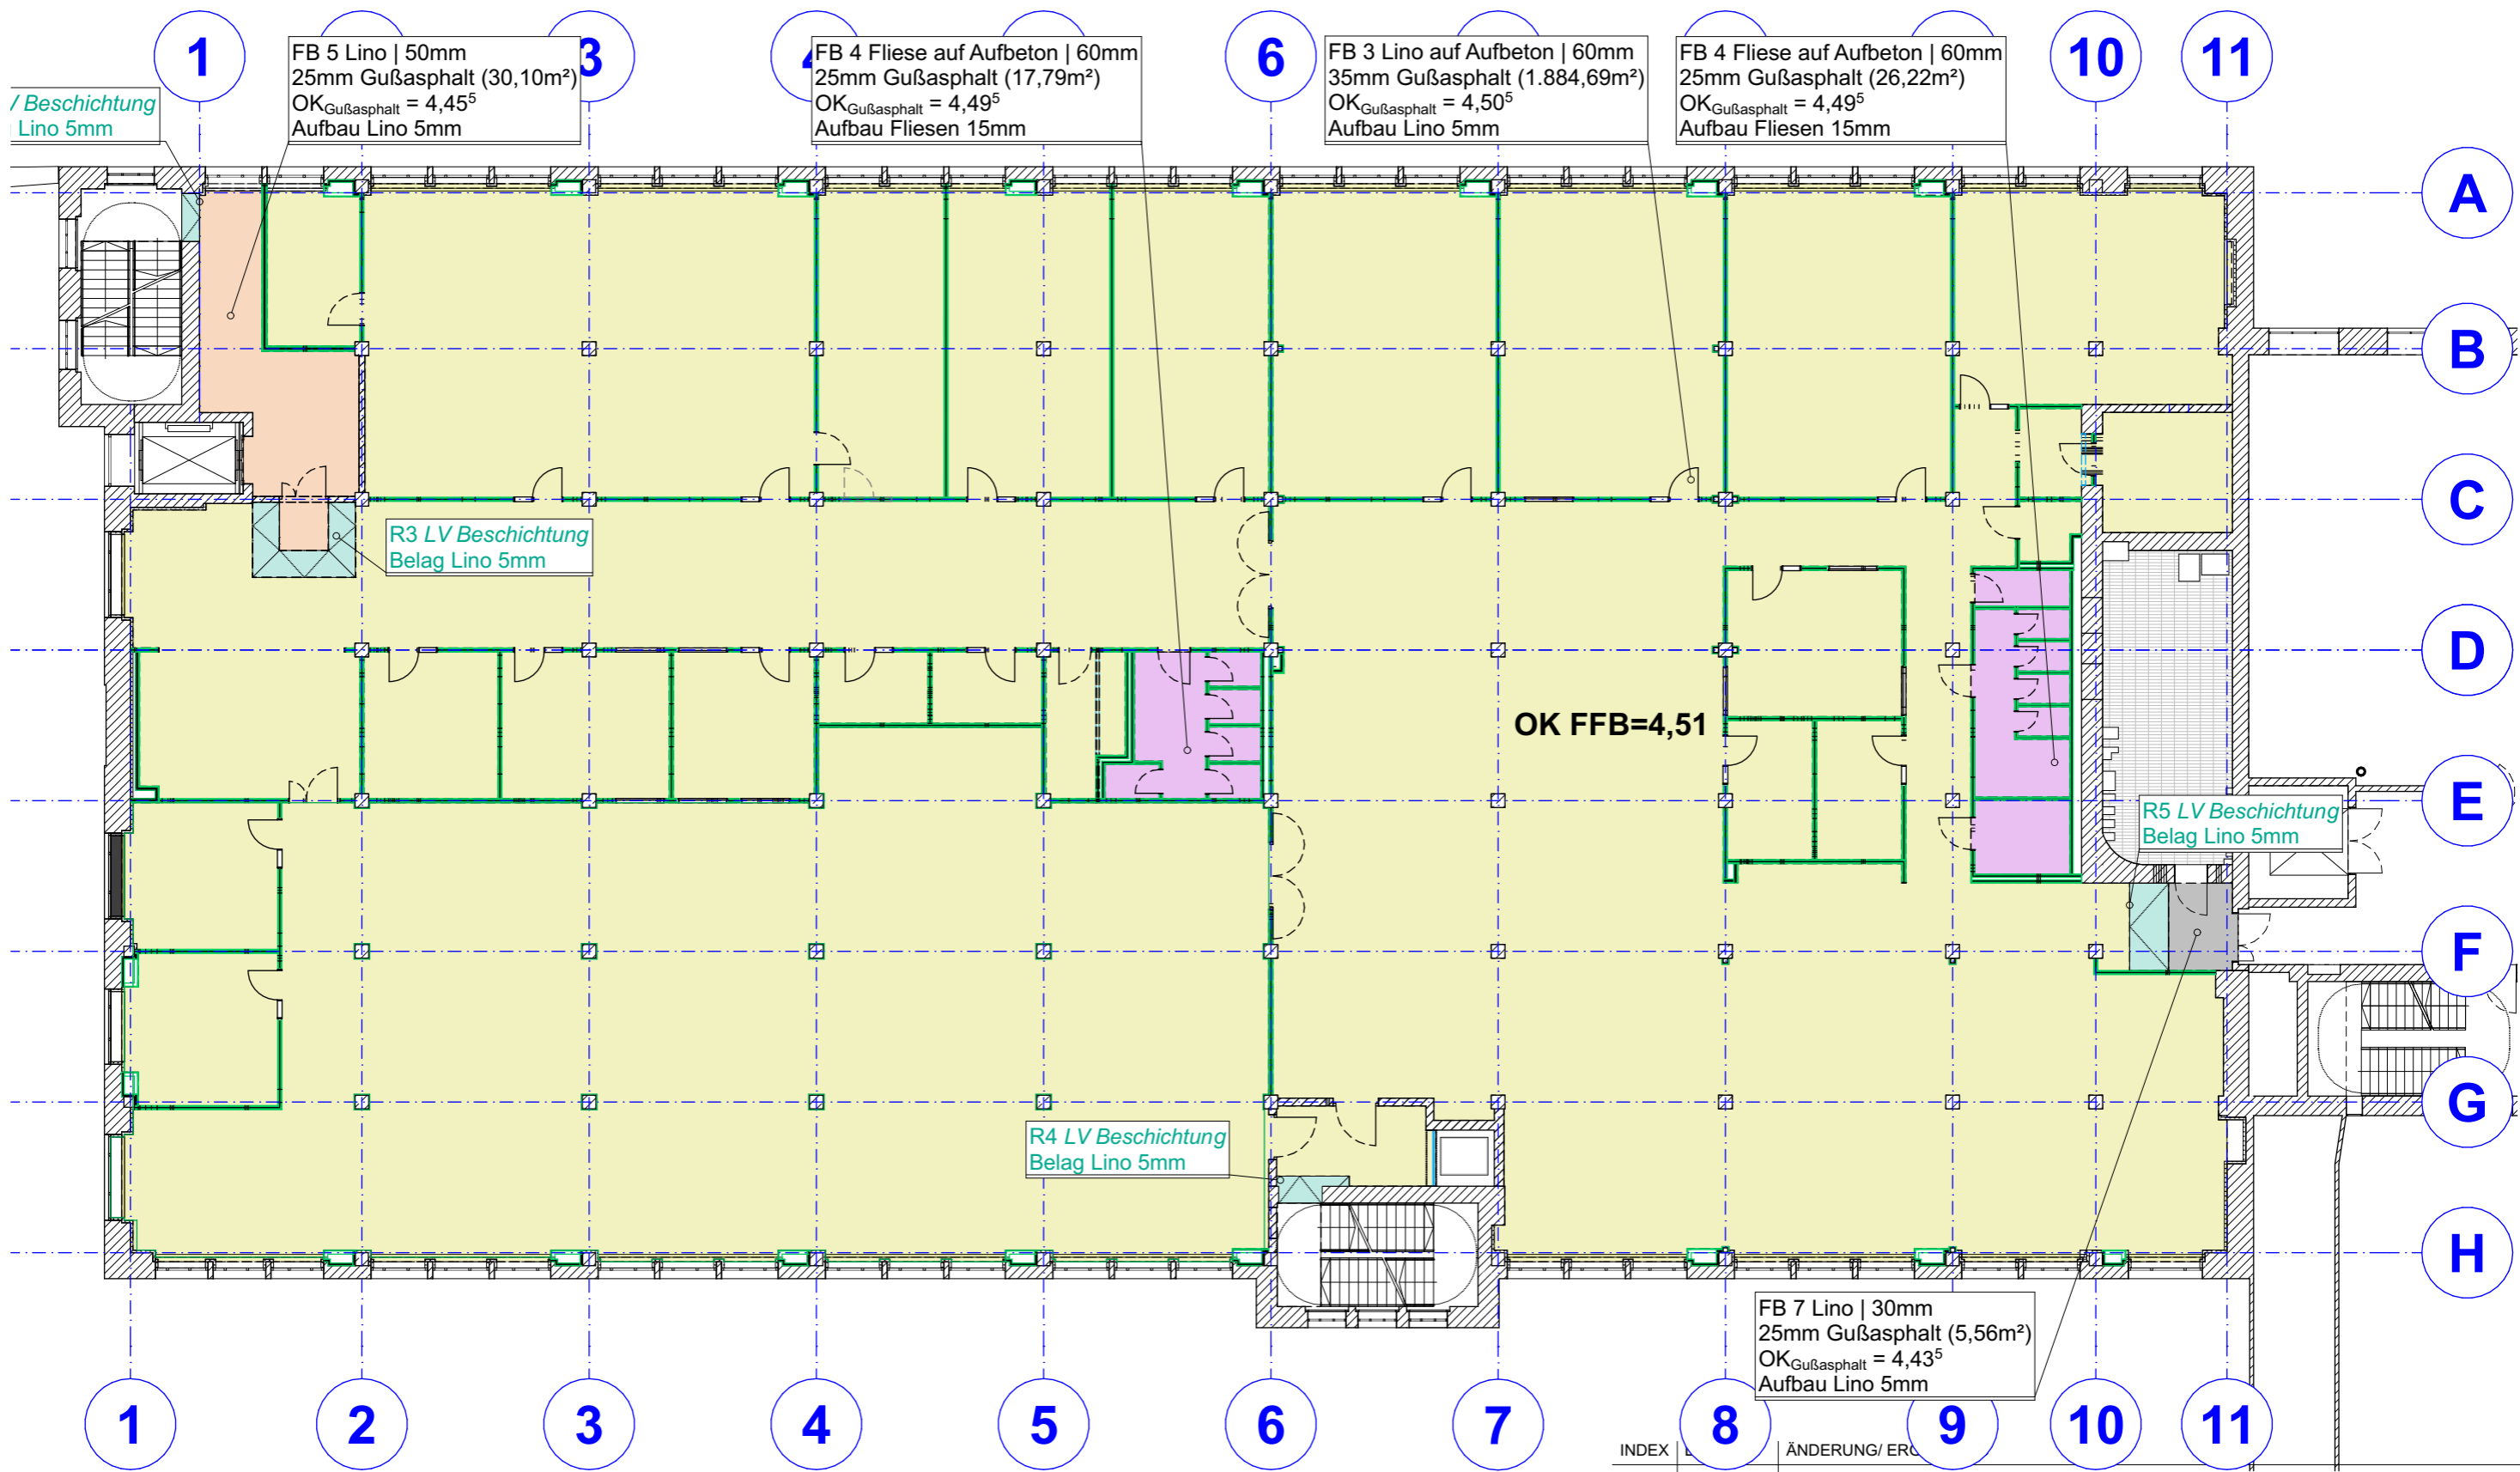 1
3
4
6
10
11
FB 5 Lino | 50mm
25mm Gußasphalt (30,10m²)
OKGußasphalt = 4,45⁵
Aufbau Lino 5mm
FB 4 Fliese auf Aufbeton | 60mm
25mm Gußasphalt (17,79m²)
OKGußasphalt = 4,49⁵
Aufbau Fliesen 15mm
FB 3 Lino auf Aufbeton | 60mm
35mm Gußasphalt (1.884,69m²)
OKGußasphalt = 4,50⁵
Aufbau Lino 5mm
FB 4 Fliese auf Aufbeton | 60mm
25mm Gußasphalt (26,22m²)
OKGußasphalt = 4,49⁵
Aufbau Fliesen 15mm
Beschichtung
Lino 5mm
A
B
C
R3 LV Beschichtung
Belag Lino 5mm
D
OK FFB=4,51
E
R5 LV Beschichtung
Belag Lino 5mm
F
G
R4 LV Beschichtung
Belag Lino 5mm
H
FB 7 Lino | 30mm
25mm Gußasphalt (5,56m²)
OKGußasphalt = 4,43⁵
Aufbau Lino 5mm
1
2
3
4
5
6
7
8
9
10
11
INDEX
ÄNDERUNG/